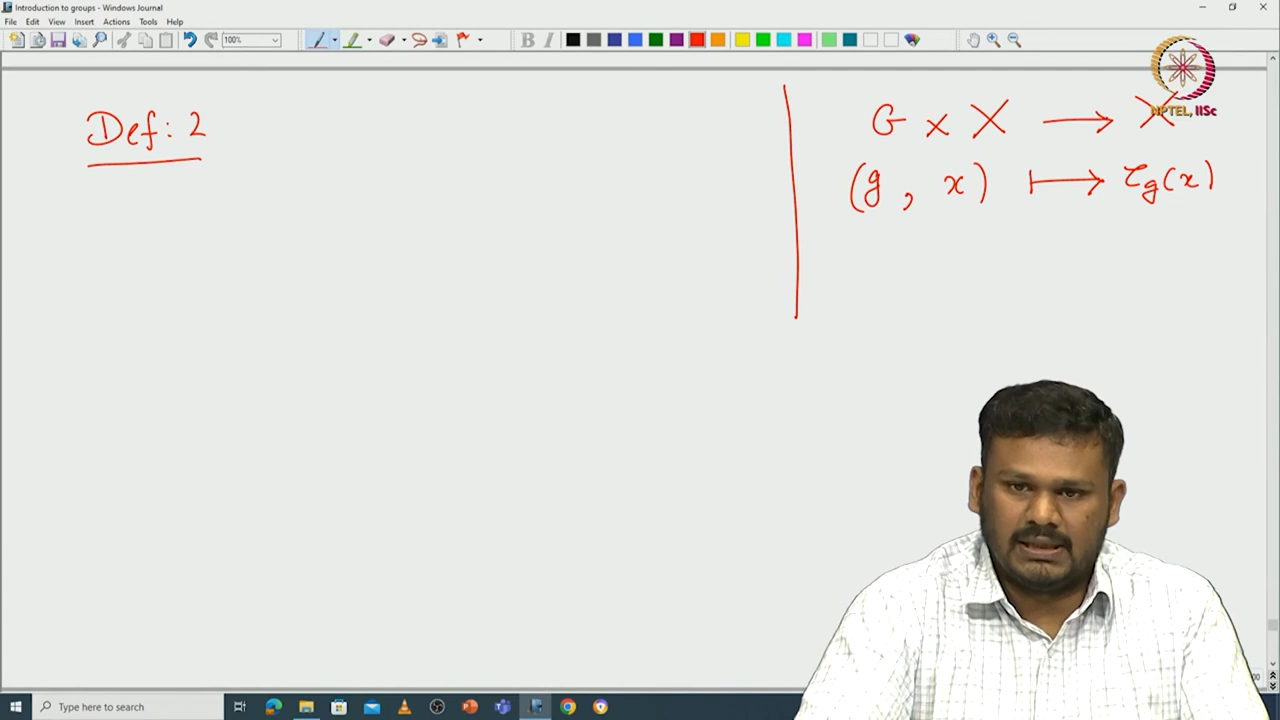 Introduction to groups - Windows Journal
File Edit View Insert Actions Tools Help
100%
B I
NPTEL, IISc
Def: 2
G × X ⟶ X
(g , x) ⟼ τ_g(x)
Type here to search